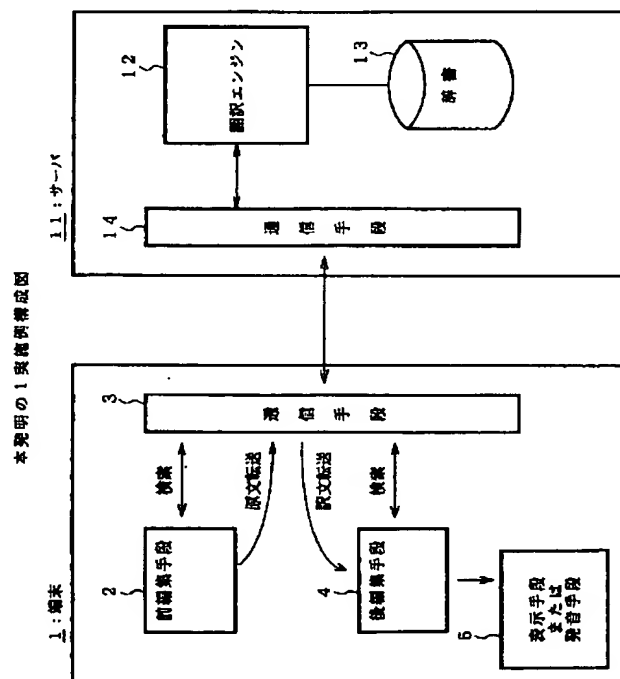 本発明の1実施例構成図
1:端末
2
前編集手段
検索
原文転送
3
通信手段
訳文転送
検索
4
後編集手段
5
表示手段
または
発音手段
11:サーバ
14
通信手段
12
翻訳エンジン
13
辞書